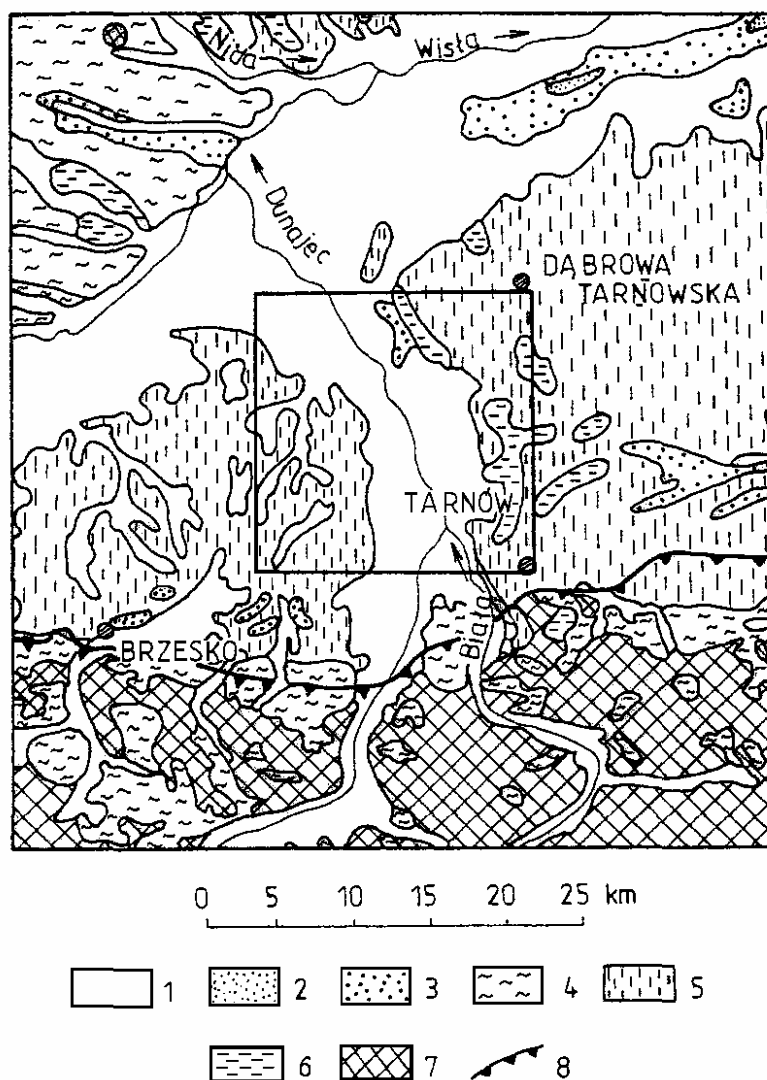 Nida
Wisła
Dunajec
DĄBROWA
TARNOWSKA
TARNÓW
Biała
BRZESKO
0 5 10 15 20 25 km
1 2 3 4 5
6 7 8